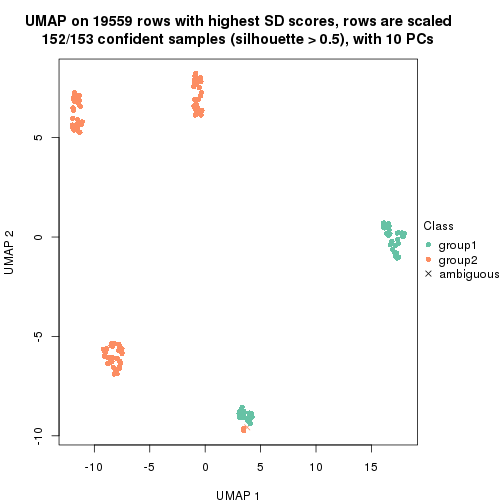 UMAP on 19559 rows with highest SD scores, rows are scaled
152/153 confident samples (silhouette > 0.5), with 10 PCs
5
0
-5
-10
UMAP 2
-10
-5
0
5
10
15
UMAP 1
Class
group1
group2
ambiguous